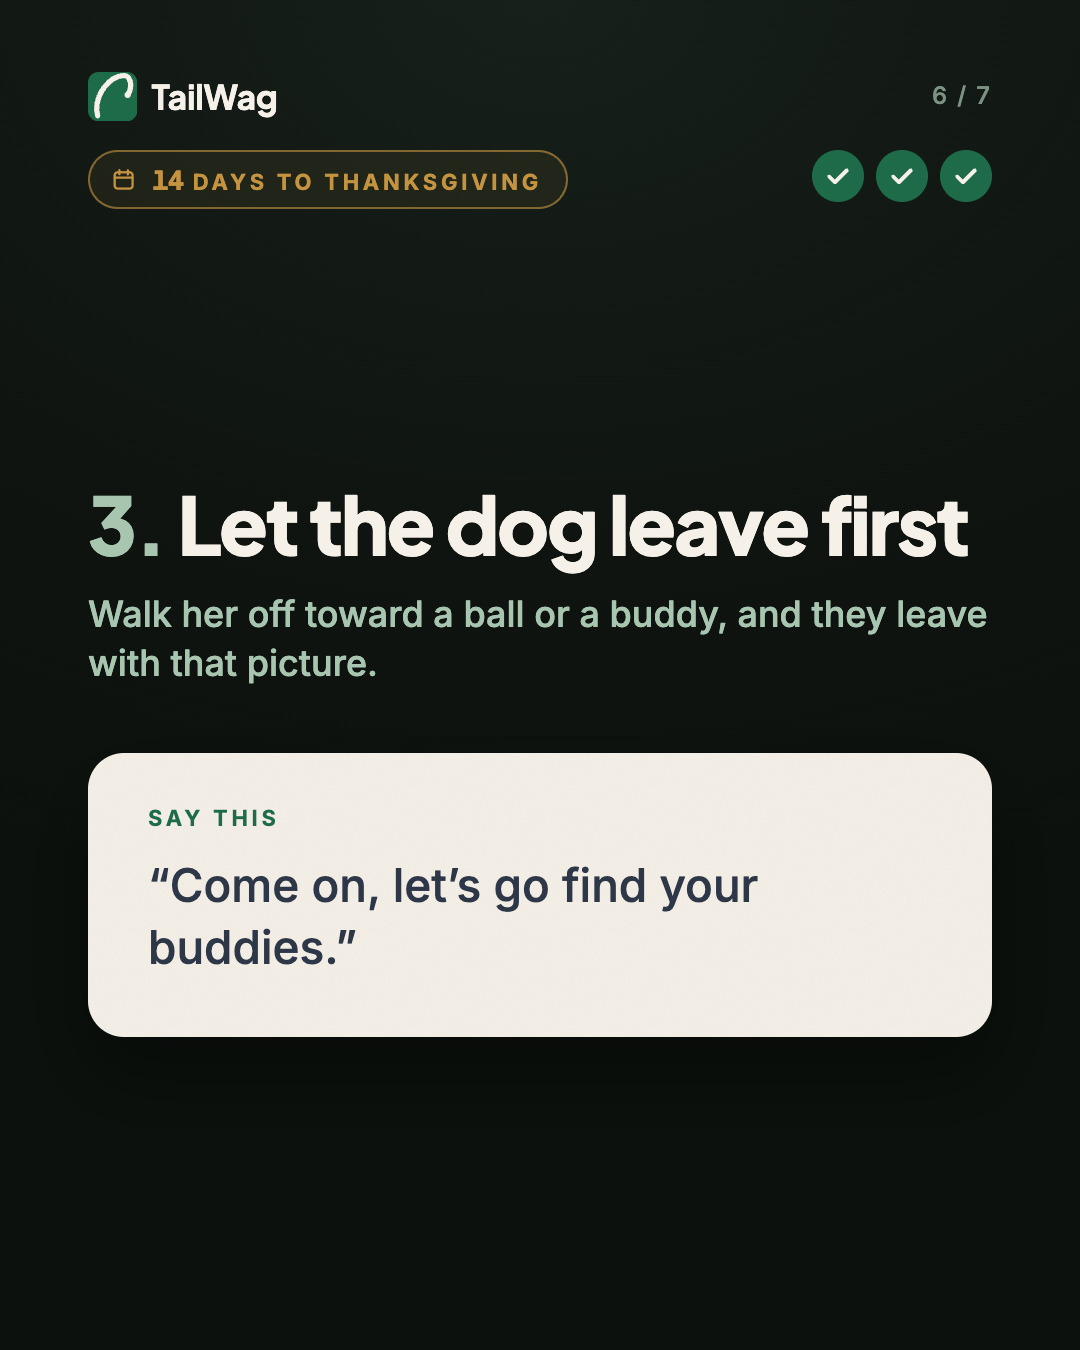 TailWag
6 / 7
14 DAYS TO THANKSGIVING
3. Let the dog leave first
Walk her off toward a ball or a buddy, and they leave
with that picture.
SAY THIS
“Come on, let’s go find your
buddies.”